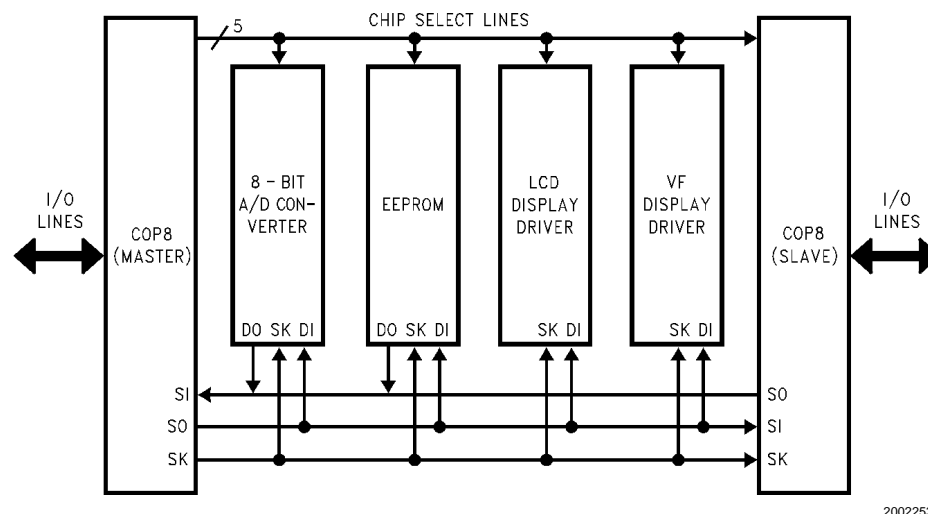 5
CHIP SELECT LINES
I/O
LINES
COP8
(MASTER)
8 - BIT
A/D CON-
VERTER
DO SK DI
EEPROM
DO SK DI
LCD
DISPLAY
DRIVER
SK DI
VF
DISPLAY
DRIVER
SK DI
COP8
(SLAVE)
I/O
LINES
SI
SO
SK
SO
SI
SK